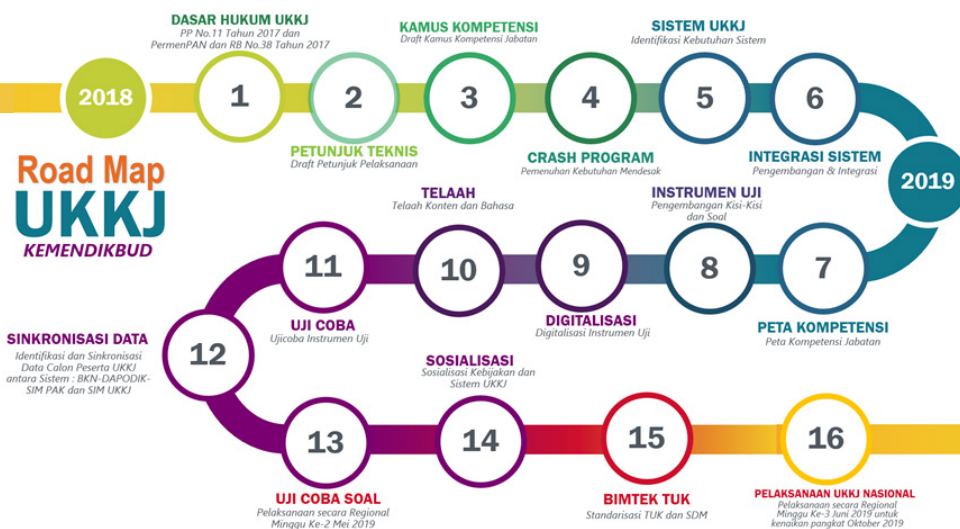 DASAR HUKUM UKKJ
PP No.11 Tahun 2017 dan
PermenPAN dan RB No.38 Tahun 2017
KAMUS KOMPETENSI
Draft Kamus Kompetensi Jabatan
SISTEM UKKJ
Identifikasi Kebutuhan Sistem
2018
1
2
3
4
5
6
PETUNJUK TEKNIS
Draft Petunjuk Pelaksanaan
CRASH PROGRAM
Pemenuhan Kebutuhan Mendesak
INTEGRASI SISTEM
Pengembangan & Integrasi
2019
Road Map
UKKJ
KEMENDIKBUD
TELAAH
Telaah Konten dan Bahasa
INSTRUMEN UJI
Pengembangan Kisi-Kisi
dan Soal
11
10
9
8
7
UJI COBA
Ujicoba Instrumen Uji
DIGITALISASI
Digitalisasi Instrumen Uji
PETA KOMPETENSI
Peta Kompetensi Jabatan
SINKRONISASI DATA
Identifikasi dan Sinkronisasi
Data Calon Peserta UKKJ
antara Sistem : BKN-DAPODIK-
SIM PAK dan SIM UKKJ
12
SOSIALISASI
Sosialisasi Kebijakan dan
Sistem UKKJ
13
14
15
16
UJI COBA SOAL
Pelaksanaan secara Regional
Minggu Ke-2 Mei 2019
BIMTEK TUK
Standarisasi TUK dan SDM
PELAKSANAAN UKKJ NASIONAL
Pelaksanaan secara Regional
Minggu Ke-3 Juni 2019 untuk
kenakan pangkat Oktober 2019